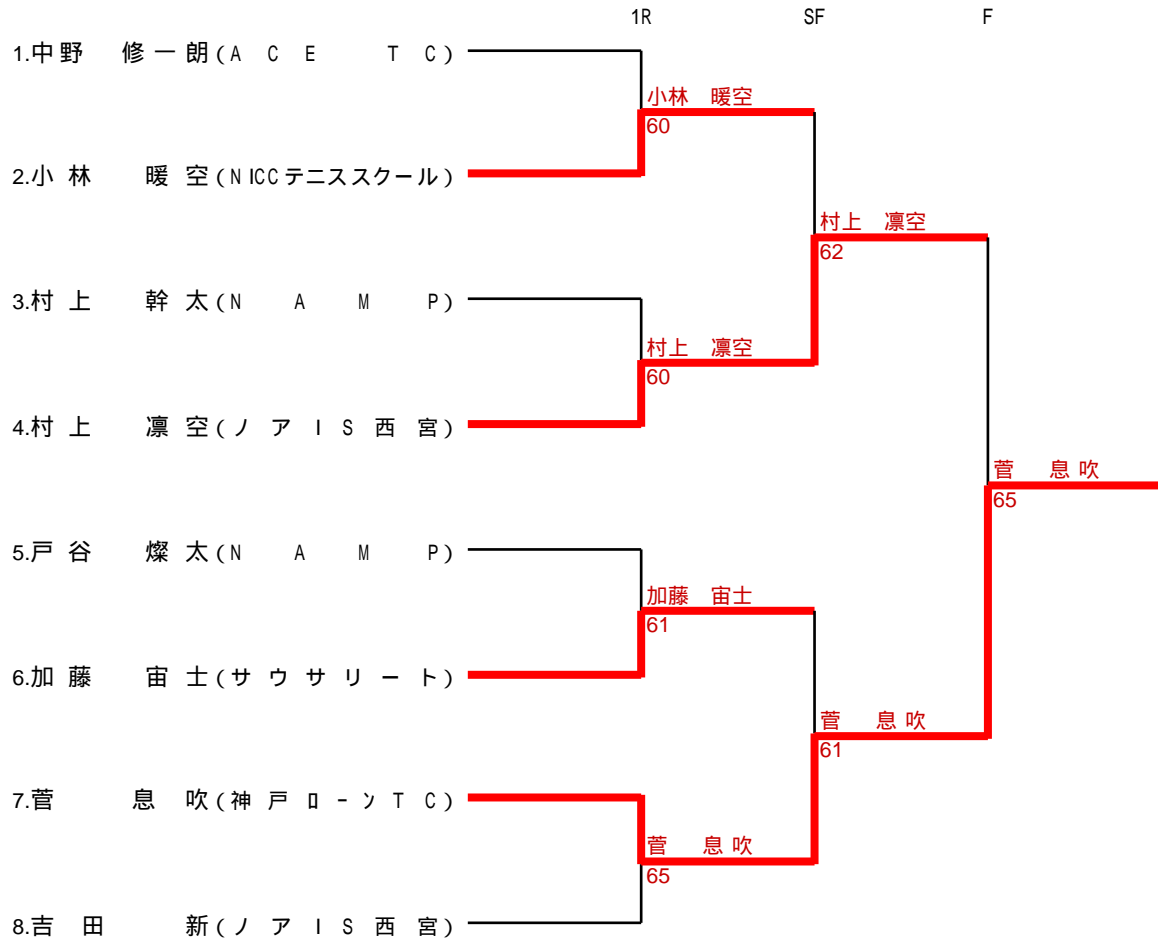 1R SF F
1.中野 修一朗(ACE TC)
小林 暖空
60
2.小林 暖空(NICCテニススクール)
村上 凛空
62
3.村上 幹太(NAMP)
村上 凛空
60
4.村上 凛空(ノアIS西宮)
菅 息吹
65
5.戸谷 燦太(NAMP)
加藤 宙士
61
6.加藤 宙士(サウサリート)
菅 息吹
61
7.菅 息吹(神戸ローンTC)
菅 息吹
65
8.吉田 新(ノアIS西宮)